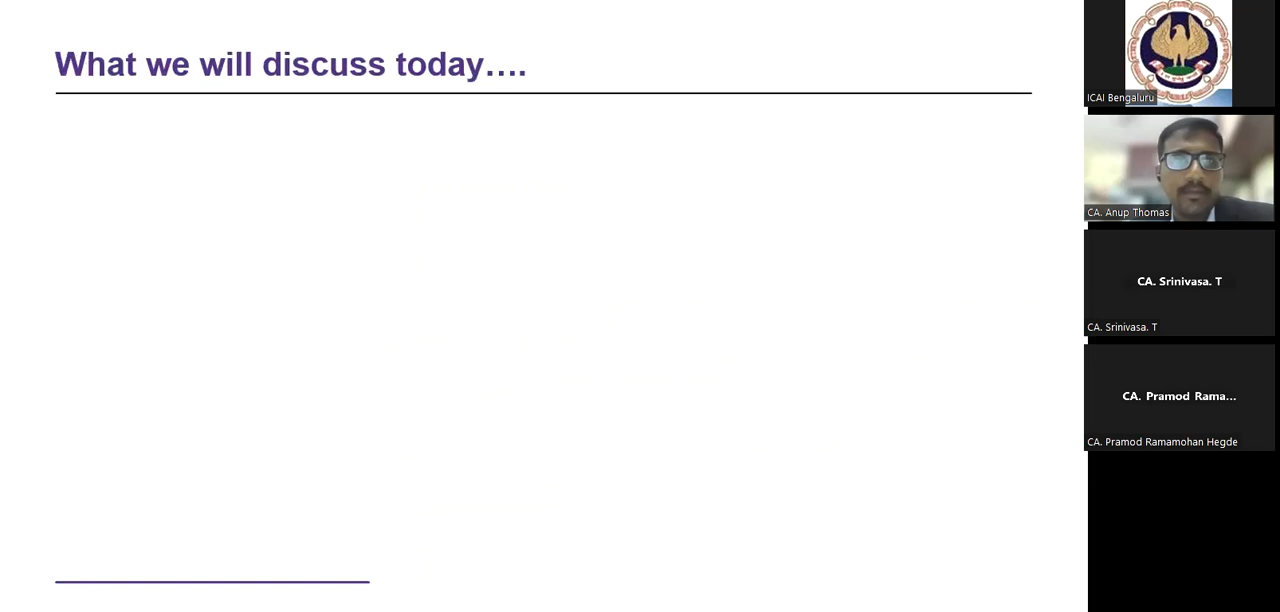 What we will discuss today….
ICAI Bengaluru
CA. Anup Thomas
CA. Srinivasa. T
CA. Srinivasa. T
CA. Pramod Rama...
CA. Pramod Ramamohan Hegde